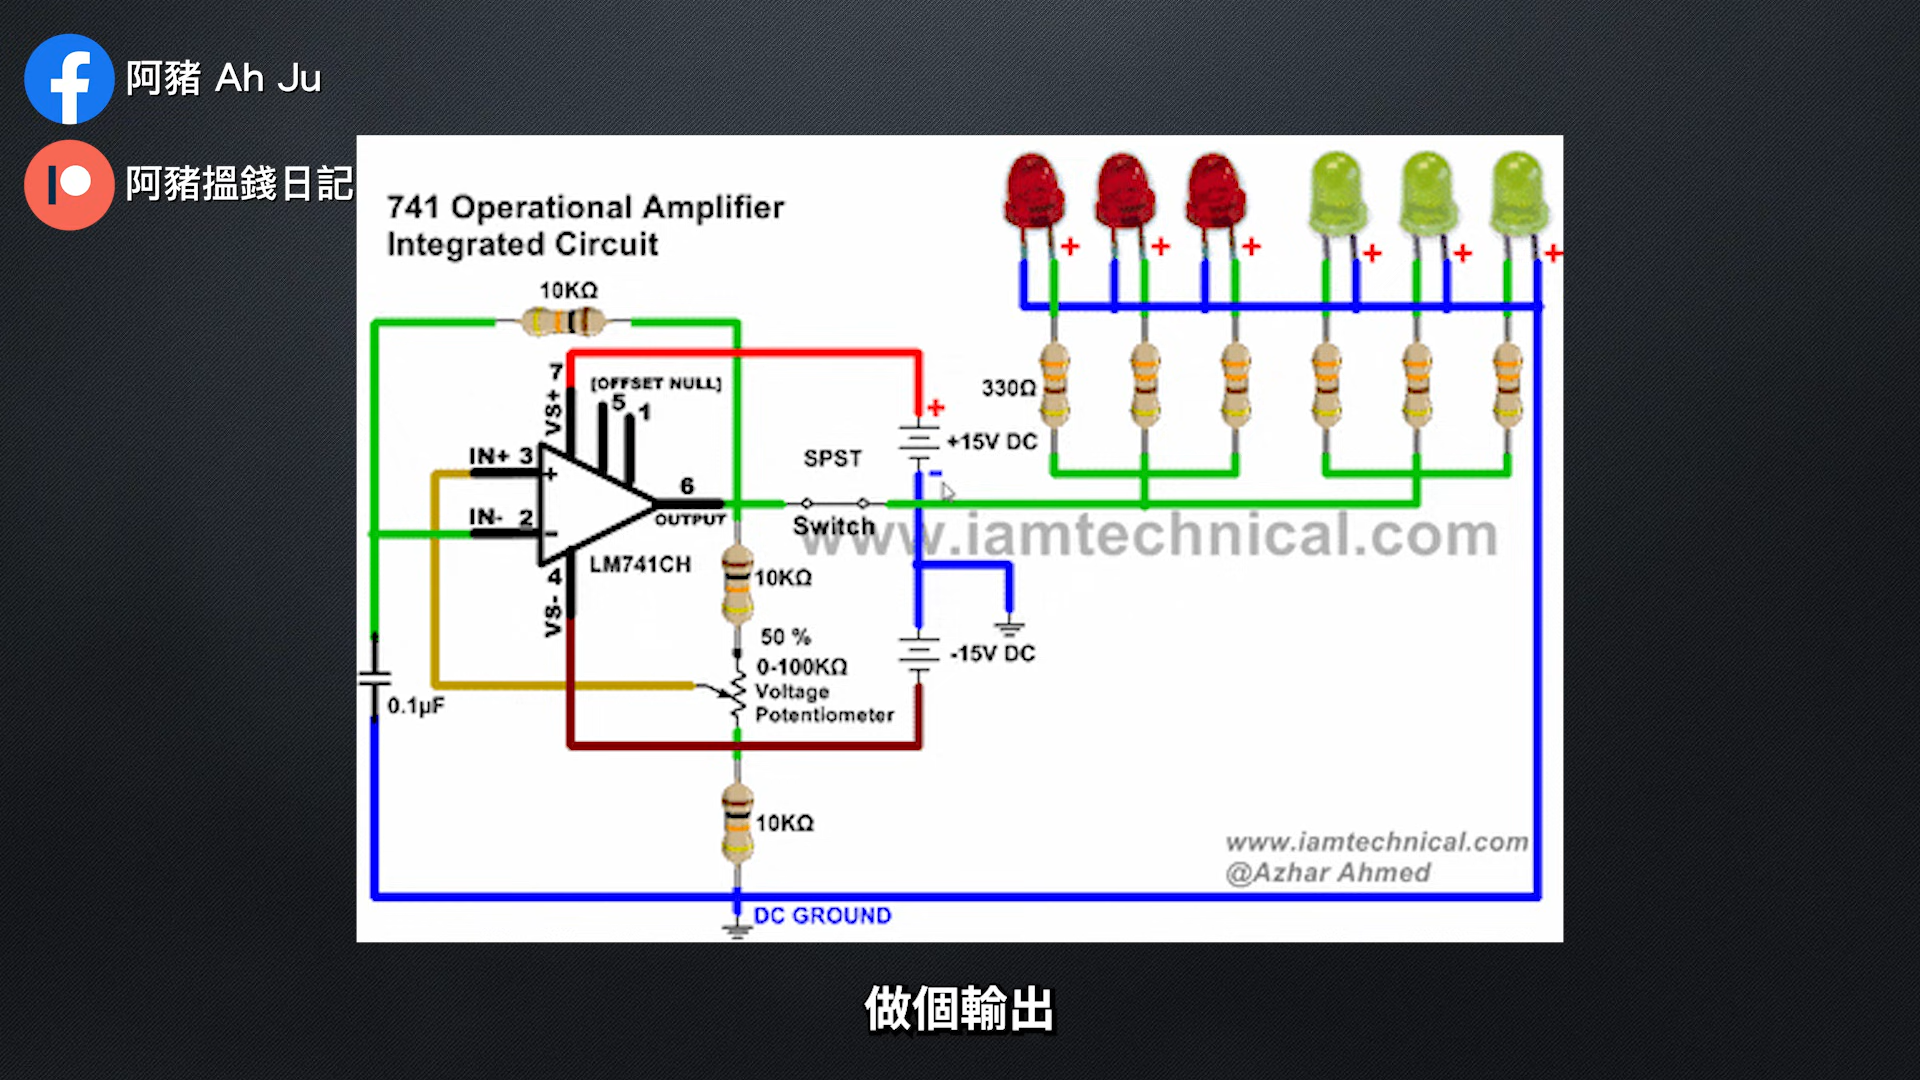 阿豬 Ah Ju
阿豬搵錢日記
741 Operational Amplifier
Integrated Circuit
10KΩ
7
VS+
[OFFSET NULL]
5
1
IN+ 3
+
IN- 2
-
6
OUTPUT
LM741CH
4
VS-
SPST
Switch
+
+15V DC
-
-15V DC
330Ω
+
+
+
+
+
+
www.iamtechnical.com
10KΩ
50 %
0-100KΩ
Voltage
Potentiometer
0.1µF
10KΩ
DC GROUND
www.iamtechnical.com
@Azhar Ahmed
做個輸出